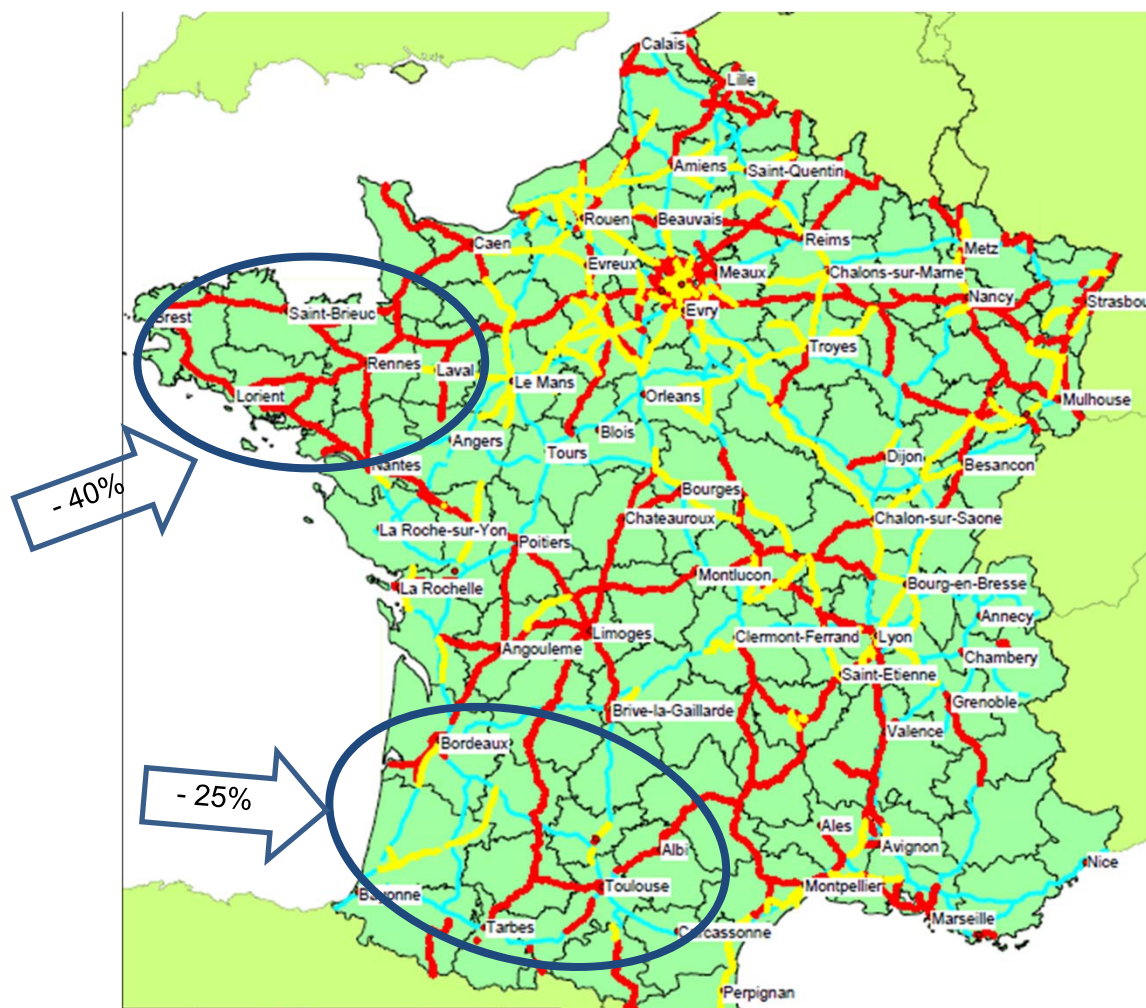 Calais
Lille
Amiens
Saint-Quentin
Rouen
Beauvais
Caen
Reims
Metz
Evreux
Meaux
Chalons-sur-Marne
Nancy
Strasbou
Brest
Saint-Brieuc
Evry
Troyes
Rennes
Laval
Le Mans
Orleans
Mulhouse
Lorient
Blois
Angers
Tours
Dijon
Besancon
Nantes
- 40%
Bourges
Chateauroux
Chalon-sur-Saone
La Roche-sur-Yon
Poitiers
Montlucon
Bourg-en-Bresse
La Rochelle
Annecy
Limoges
Clermont-Ferrand
Lyon
Angouleme
Chambery
Saint-Etienne
Grenoble
Brive-la-Gaillarde
Valence
Bordeaux
- 25%
Ales
Avignon
Albi
Nice
Toulouse
Montpellier
Bayonne
Marseille
Tarbes
Carcassonne
Perpignan